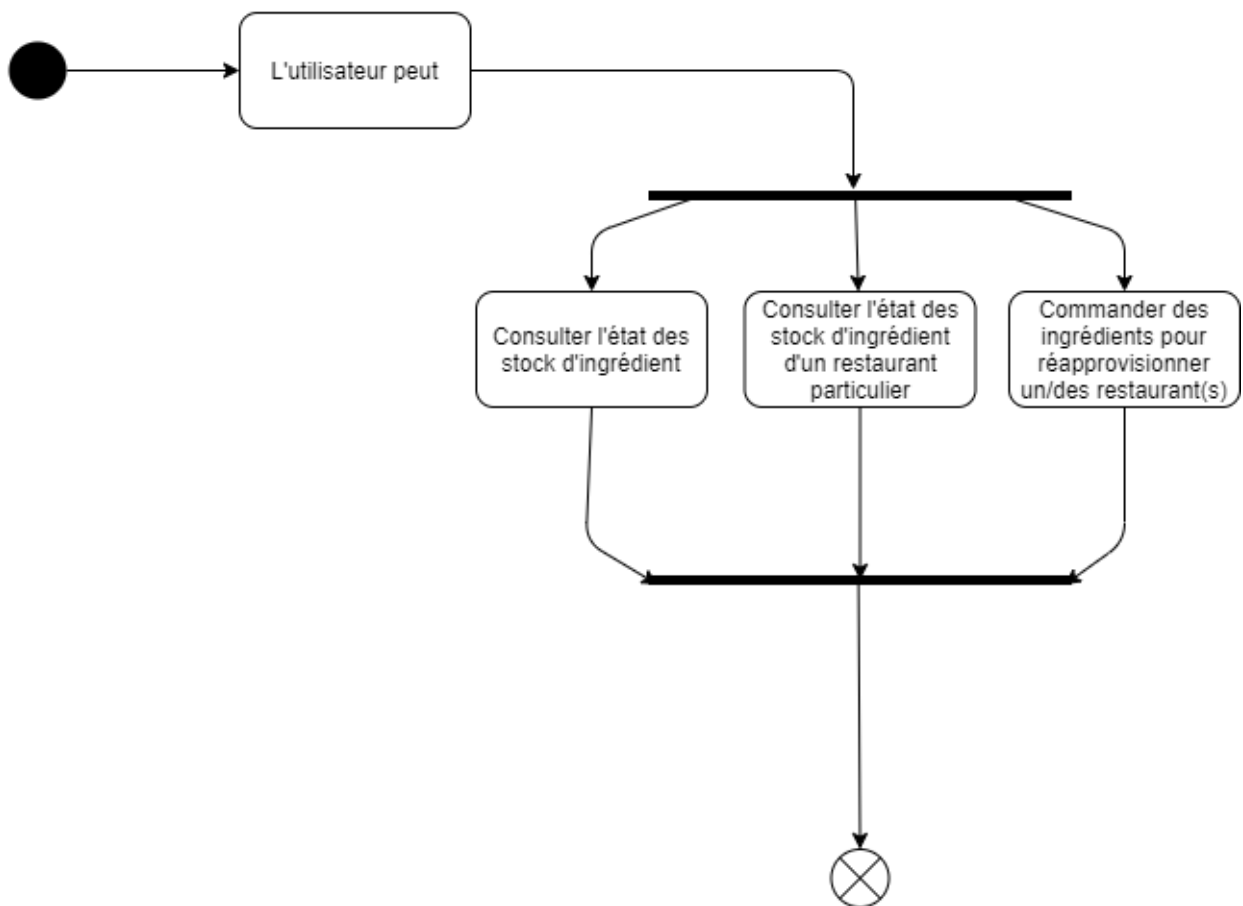 L'utilisateur peut
Consulter l'état des
stock d'ingrédient
Consulter l'état des
stock d'ingrédient
d'un restaurant
particulier
Commander des
ingrédients pour
réapprovisionner
un/des restaurant(s)